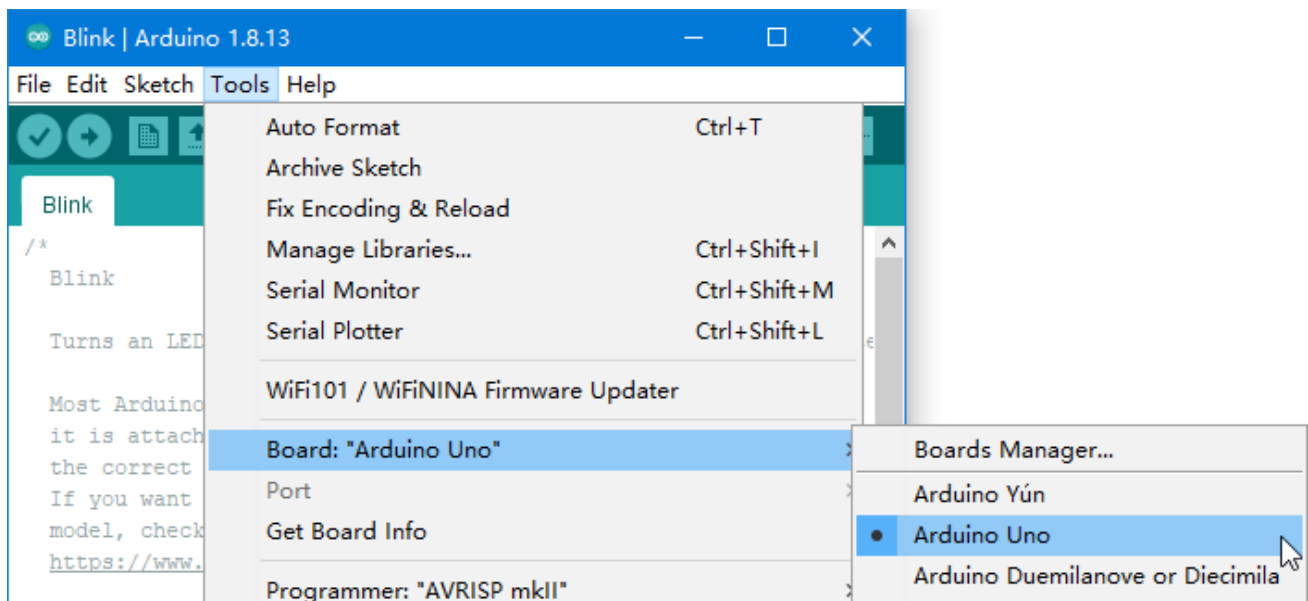 Blink | Arduino 1.8.13
File Edit Sketch Tools Help
Auto Format Ctrl+T
Archive Sketch
Fix Encoding & Reload
Manage Libraries... Ctrl+Shift+I
Serial Monitor Ctrl+Shift+M
Serial Plotter Ctrl+Shift+L
WiFi101 / WiFiNINA Firmware Updater
Board: "Arduino Uno"
Port
Get Board Info
Programmer: "AVRISP mkII"
Boards Manager...
Arduino Yún
Arduino Uno
Arduino Duemilanove or Diecimila
Blink
/*
Blink
Turns an LED
Most Arduino
it is attach
the correct
If you want
model, check
https://www.